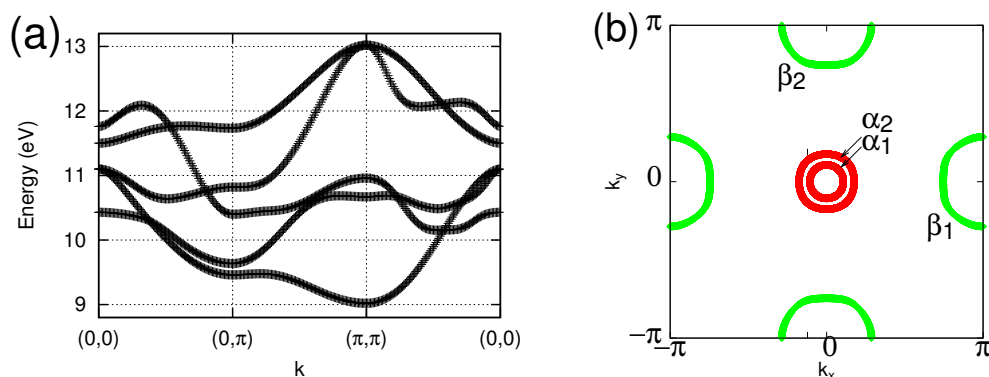 (a)
13
12
11
10
9
Energy (eV)
(0,0) (0,π) (π,π) (0,0)
k
(b)
π
0
−π
k_y
β₂
α₂
α₁
β₁
−π 0 π
k_x